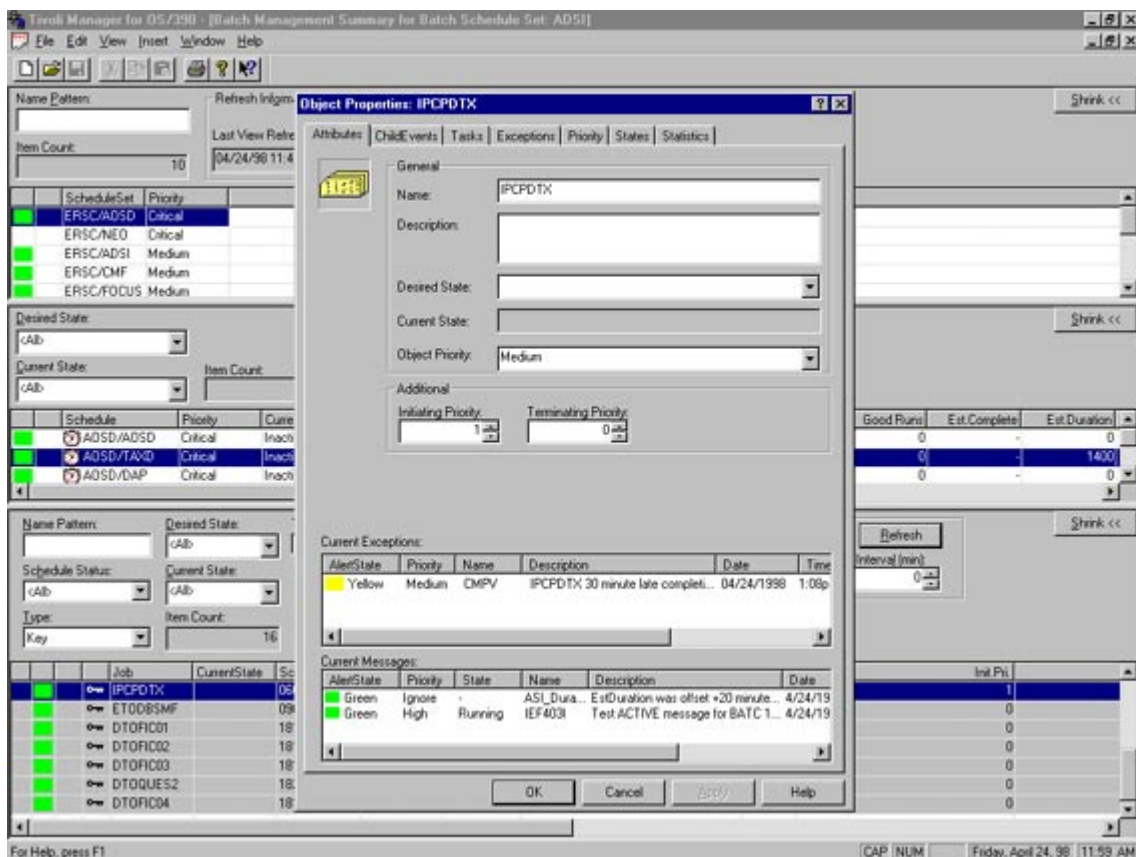 Tivoli Manager for OS/390 - [Batch Management Summary for Batch Schedule Set: ADSI]
File Edit View Insert Window Help
Name Pattern:
Refresh Inform
Shrink <<
Last View Refre
Item Count:
10
04/24/98 11:4
ScheduleSet Priority
ERSC/AOSD Critical
ERSC/NEO Critical
ERSC/ADSI Medium
ERSC/CMF Medium
ERSC/FOCUS Medium
Desired State:
Shrink <<
<All>
Current State:
Item Count:
<All>
Schedule Priority Curre Good Runs Est.Complete Est.Duration
AOSD/AOSD Critical Inacti 0 - 0
AOSD/TAXD Critical Inacti 0 - 1400
AOSD/DAP Critical Inacti 0 - 0
Name Pattern:
Desired State:
Refresh
Shrink <<
<All>
Schedule Status:
Current State:
Interval (min):
<All>
<All>
0
Type:
Item Count:
Key
16
Job CurrentState Sc Init.Pri.
IPCPDTX 1
ETODBSMF 0
DTOFIC01 18 0
DTOFIC02 18 0
DTOFIC03 18 0
DTOQUES2 0
DTOFIC04 18 0
Object Properties: IPCPDTX
Attributes ChildEvents Tasks Exceptions Priority States Statistics
General
Name: IPCPDTX
Description:
Desired State:
Current State:
Object Priority: Medium
Additional
Initiating Priority: Terminating Priority:
1 0
Current Exceptions:
AlertState Priority Name Description Date Time
Yellow Medium CMPV IPCPDTX 30 minute late completi... 04/24/1998 1:08p
Current Messages:
AlertState Priority State Name Description Date
Green Ignore - ASI_Dura... EstDuration was offset +20 minute... 4/24/19
Green High Running IEF403I Test ACTIVE message for BATC 1... 4/24/19
OK Cancel Apply Help
For Help, press F1
CAP NUM Friday, April 24, 98 11:59 AM